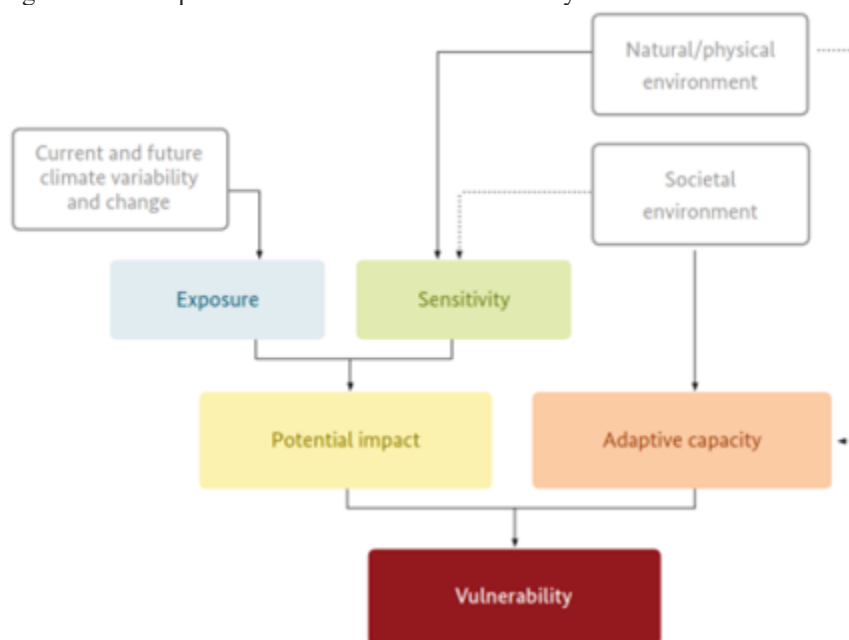 Natural/physical
environment
Current and future
climate variability
and change
Societal
environment
Exposure
Sensitivity
Potential impact
Adaptive capacity
Vulnerability